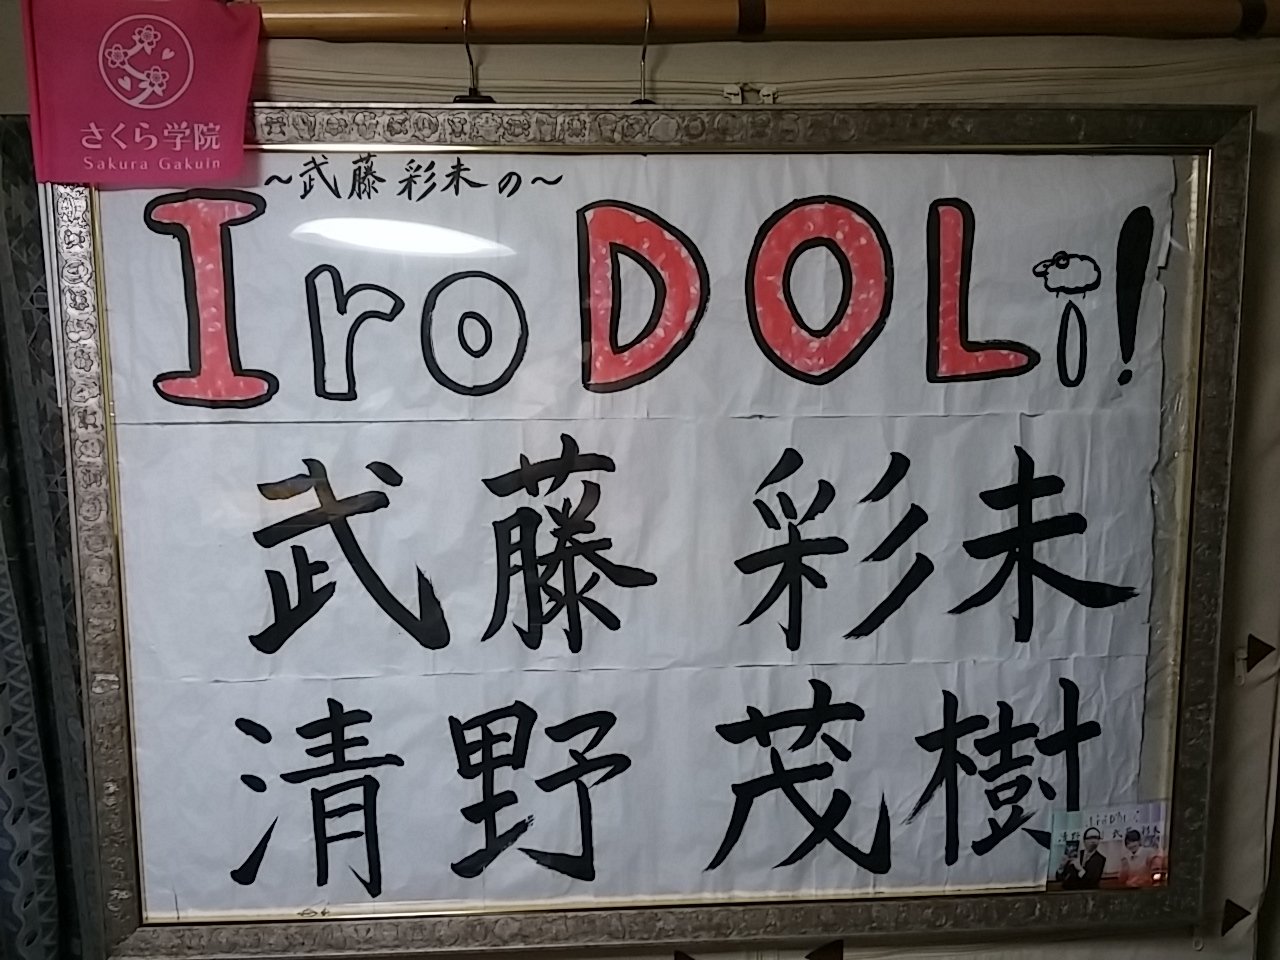 さくら学院
Sakura Gakuin
～武藤彩未の～
IroDOLi!
武藤 彩未
清野 茂樹